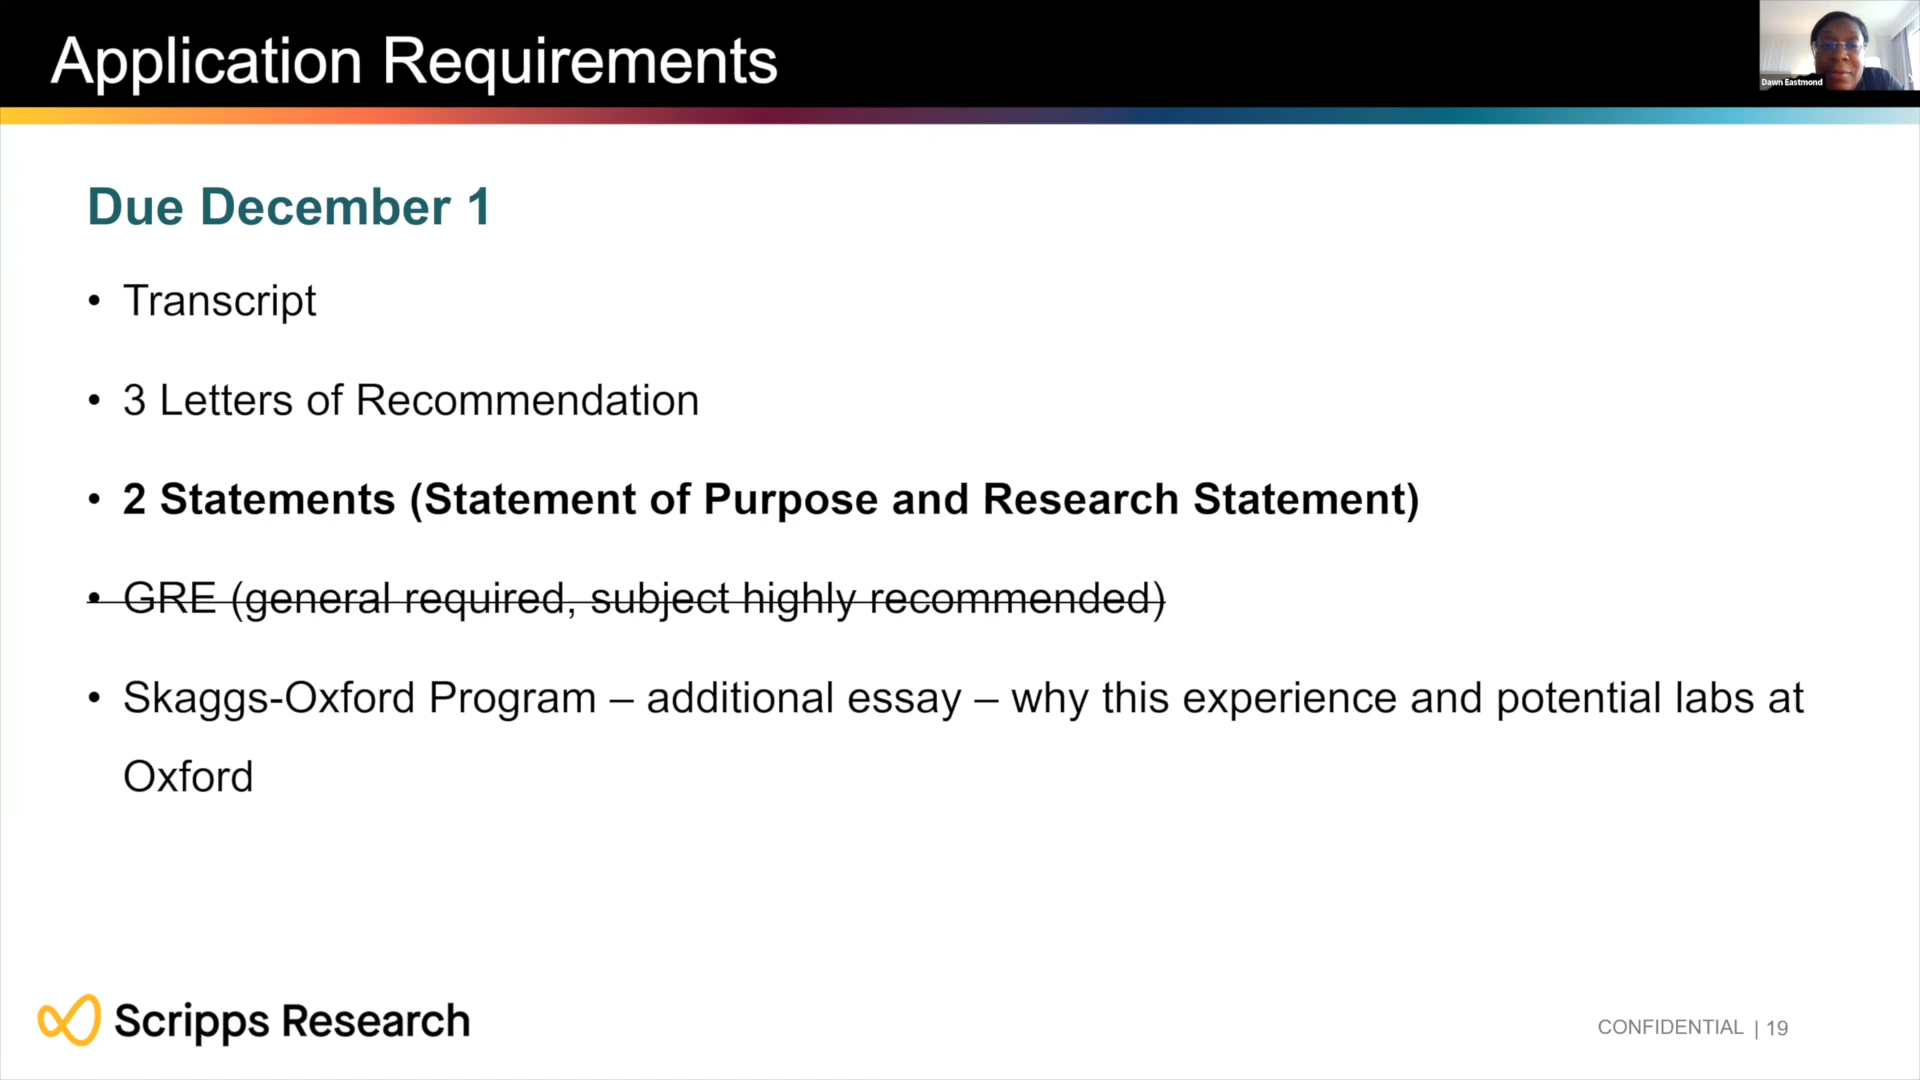 Application Requirements
Dawn Eastmond
Due December 1
• Transcript
• 3 Letters of Recommendation
• 2 Statements (Statement of Purpose and Research Statement)
• GRE (general required, subject highly recommended)
• Skaggs-Oxford Program – additional essay – why this experience and potential labs at
Oxford
Scripps Research
CONFIDENTIAL | 19